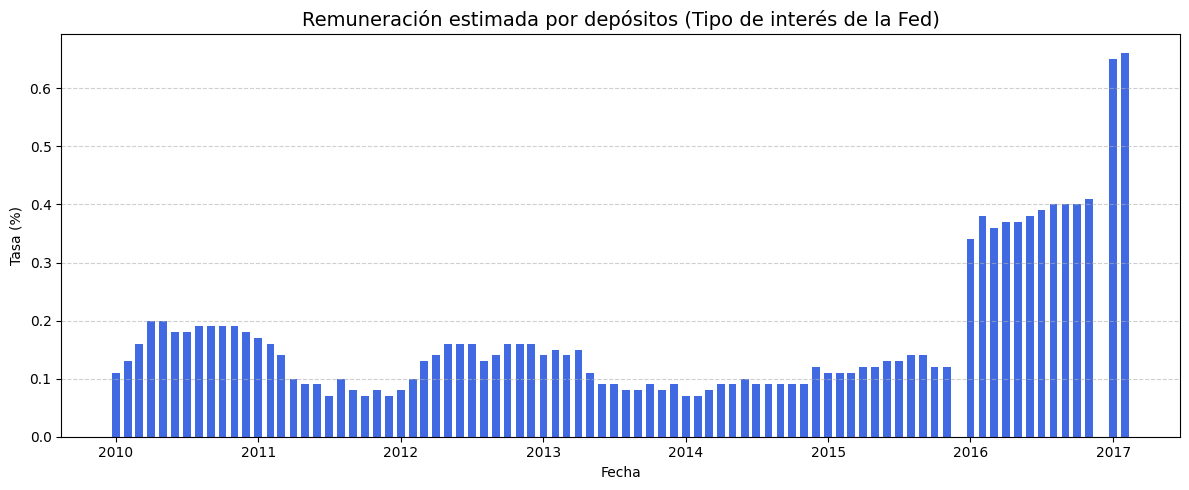 Remuneración estimada por depósitos (Tipo de interés de la Fed)
Tasa (%)
0.6
0.5
0.4
0.3
0.2
0.1
0.0
2010 2011 2012 2013 2014 2015 2016 2017
Fecha